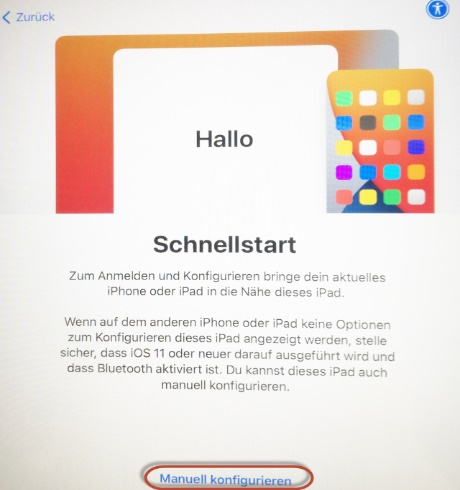 Zurück
Hallo
Schnellstart
Zum Anmelden und Konfigurieren bringe dein aktuelles
iPhone oder iPad in die Nähe dieses iPad.
Wenn auf dem anderen iPhone oder iPad keine Optionen
zum Konfigurieren dieses iPad angezeigt werden, stelle
sicher, dass iOS 11 oder neuer darauf ausgeführt wird und
dass Bluetooth aktiviert ist. Du kannst dieses iPad auch
manuell konfigurieren.
Manuell konfigurieren